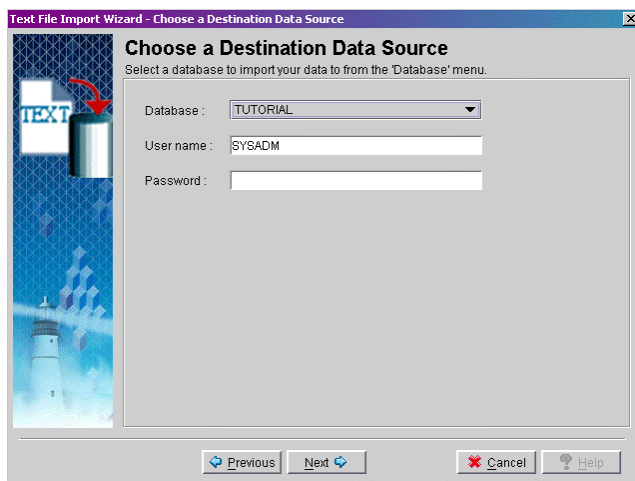 Text File Import Wizard - Choose a Destination Data Source
Choose a Destination Data Source
Select a database to import your data to from the 'Database' menu.
TEXT
Database : TUTORIAL
User name : SYSADM
Password :
Previous Next Cancel Help